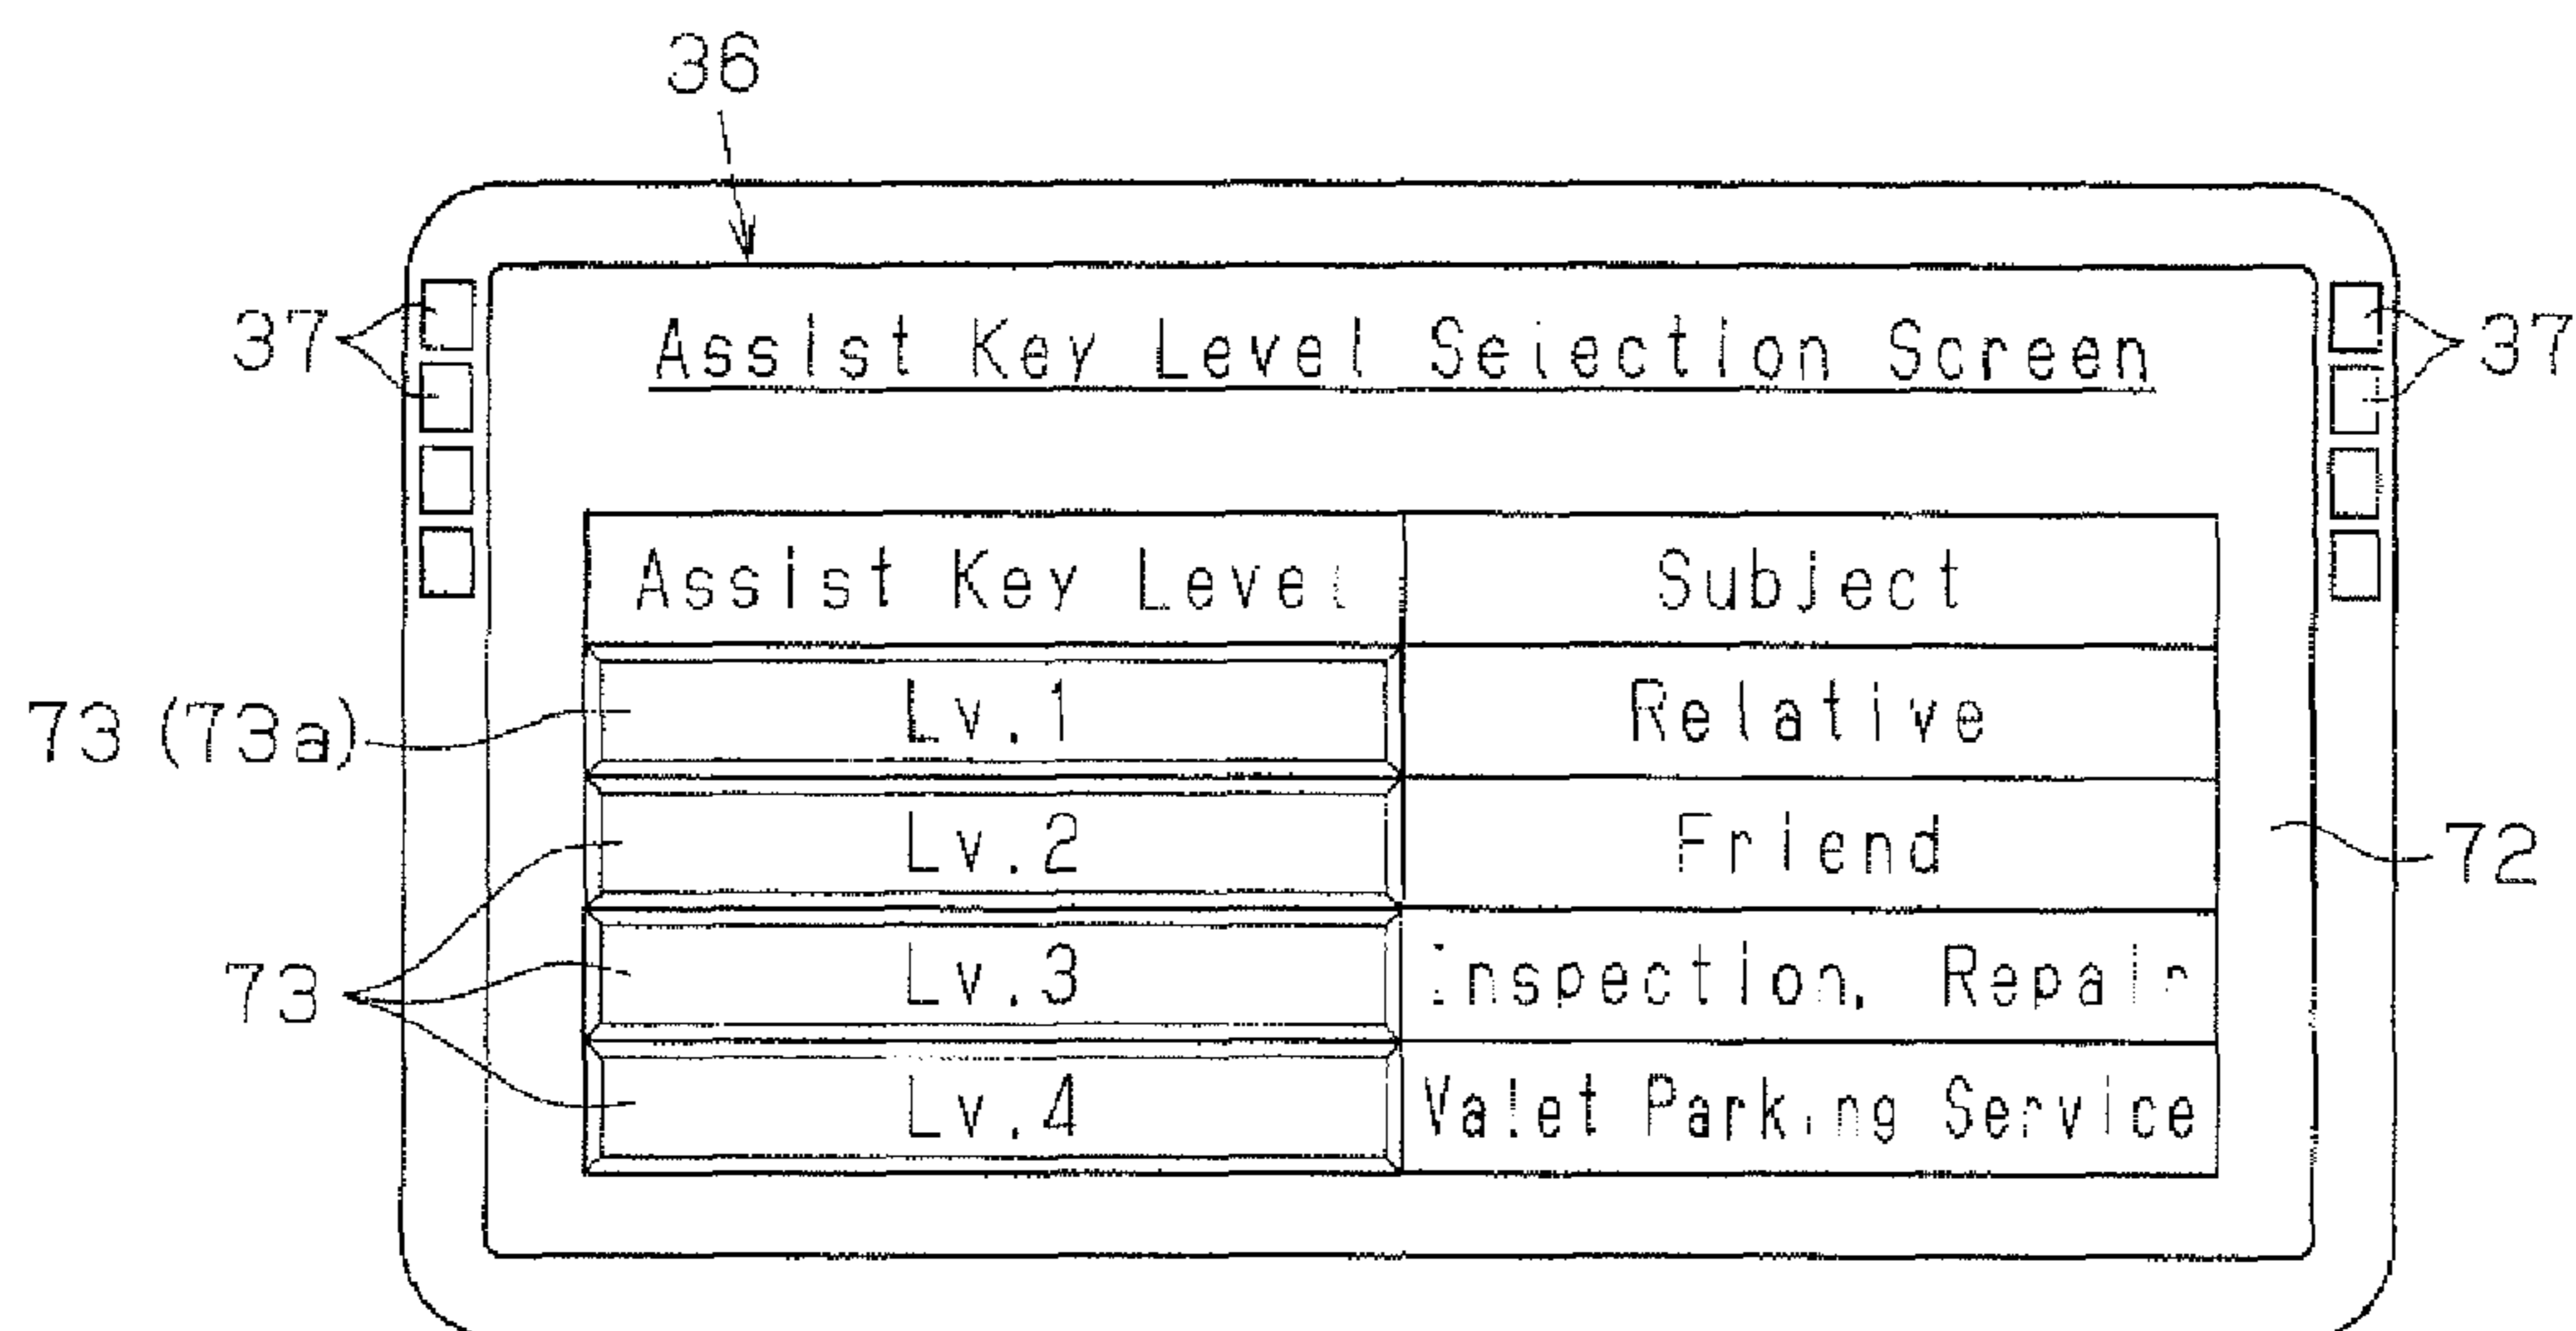 36
37
37
Assist Key Level Selection Screen
Assist Key Level Subject
73 (73a) Lv.1 Relative
Lv.2 Friend
72
73
Lv.3 Inspection, Repair
Lv.4 Valet Parking Service